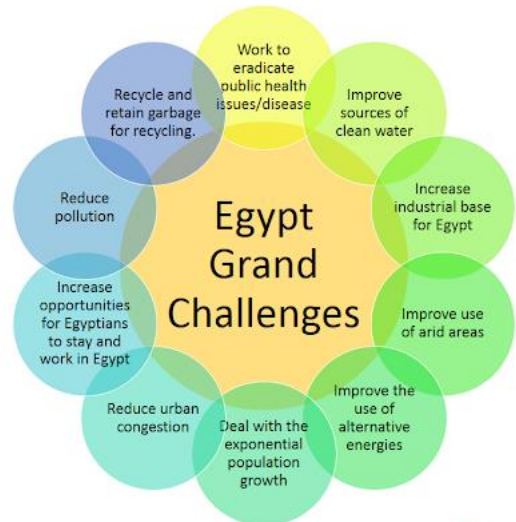 Egypt
Grand
Challenges
Work to
eradicate
public health
issues/disease
Improve
sources of
clean water
Increase
industrial base
for Egypt
Improve use
of arid areas
Improve the
use of
alternative
energies
Deal with the
exponential
population
growth
Reduce urban
congestion
Increase
opportunities
for Egyptians
to stay and
work in Egypt
Reduce
pollution
Recycle and
retain garbage
for recycling.